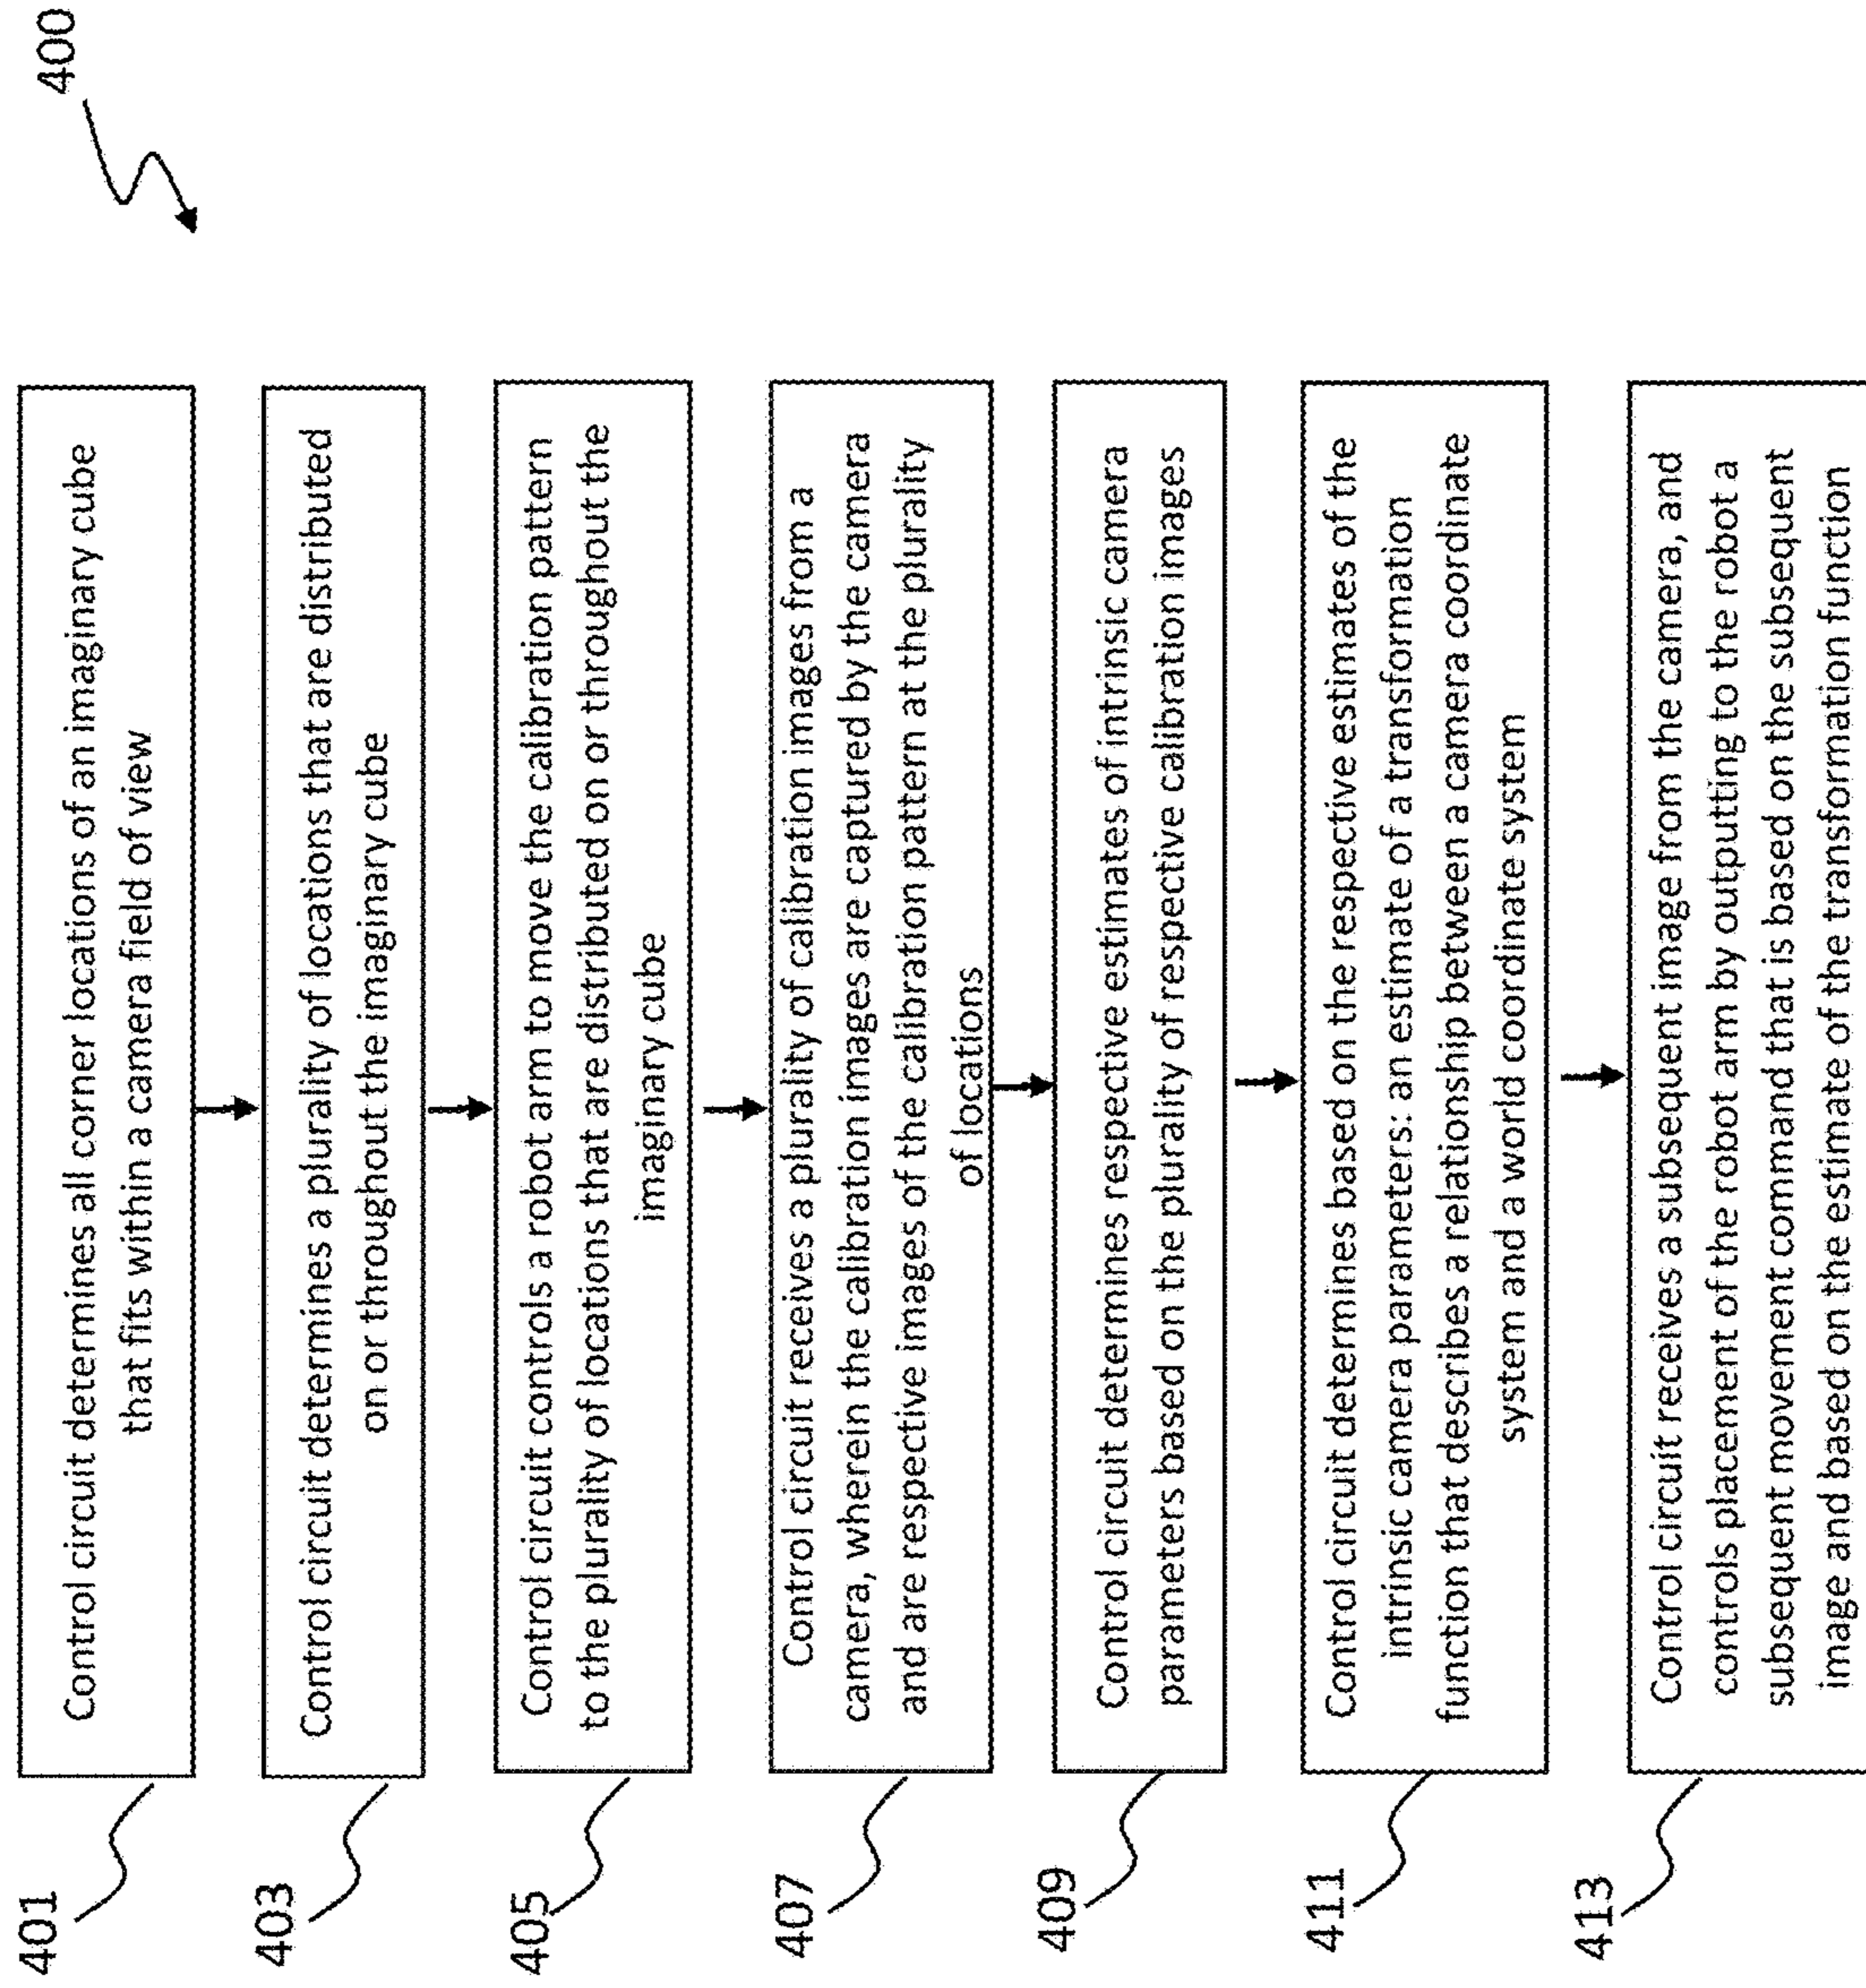 400
401
Control circuit determines all corner locations of an imaginary cube
that fits within a camera field of view
403
Control circuit determines a plurality of locations that are distributed
on or throughout the imaginary cube
405
Control circuit controls a robot arm to move the calibration pattern
to the plurality of locations that are distributed on or throughout the
imaginary cube
407
Control circuit receives a plurality of calibration images from a
camera, wherein the calibration images are captured by the camera
and are respective images of the calibration pattern at the plurality
of locations
409
Control circuit determines respective estimates of intrinsic camera
parameters based on the plurality of respective calibration images
411
Control circuit determines based on the respective estimates of the
intrinsic camera parameters: an estimate of a transformation
function that describes a relationship between a camera coordinate
system and a world coordinate system
413
Control circuit receives a subsequent image from the camera, and
controls placement of the robot arm by outputting to the robot a
subsequent movement command that is based on the subsequent
image and based on the estimate of the transformation function